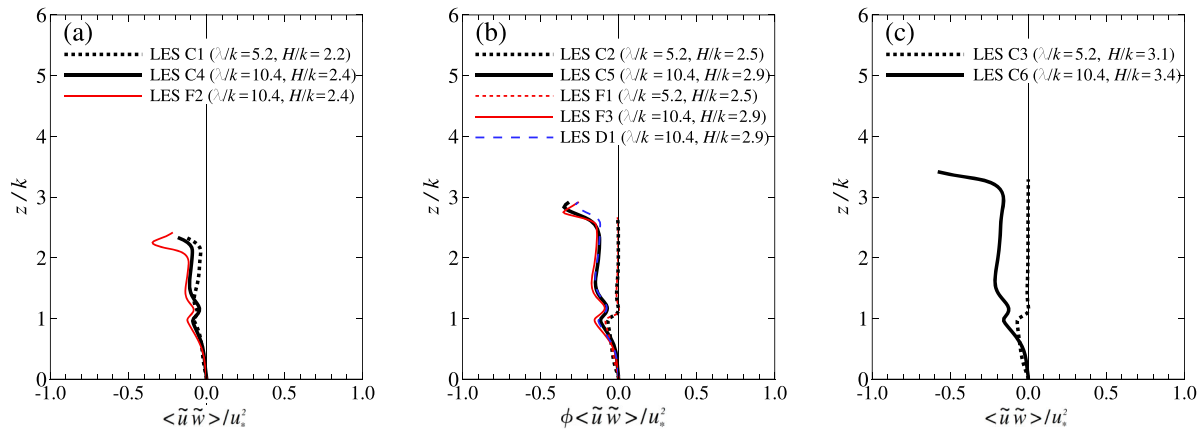 (a)
LES C1 (λ/k=5.2, H/k=2.2)
LES C4 (λ/k=10.4, H/k=2.4)
LES F2 (λ/k=10.4, H/k=2.4)
z/k
6
5
4
3
2
1
0
-1.0 -0.5 0.0 0.5 1.0
<ũ w̃>/u*²
(b)
LES C2 (λ/k=5.2, H/k=2.5)
LES C5 (λ/k=10.4, H/k=2.9)
LES F1 (λ/k=5.2, H/k=2.5)
LES F3 (λ/k=10.4, H/k=2.9)
LES D1 (λ/k=10.4, H/k=2.9)
z/k
6
5
4
3
2
1
0
-1.0 -0.5 0.0 0.5 1.0
ϕ<ũ w̃>/u*²
(c)
LES C3 (λ/k=5.2, H/k=3.1)
LES C6 (λ/k=10.4, H/k=3.4)
z/k
6
5
4
3
2
1
0
-1.0 -0.5 0.0 0.5 1.0
<ũ w̃>/u*²